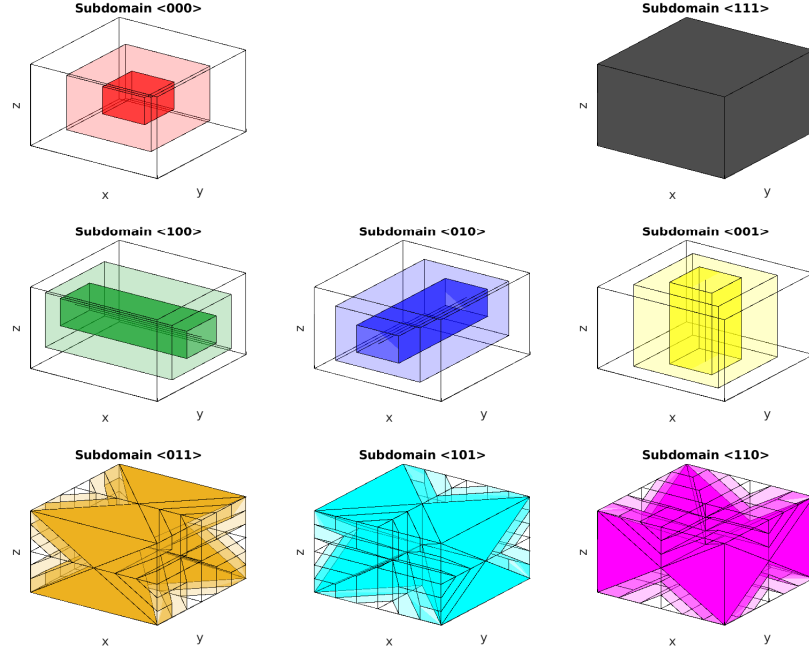 Subdomain <000>
Subdomain <111>
z
x
y
z
x
y
Subdomain <100>
Subdomain <010>
Subdomain <001>
z
x
y
z
x
y
z
x
y
Subdomain <011>
Subdomain <101>
Subdomain <110>
z
x
y
z
x
y
z
x
y